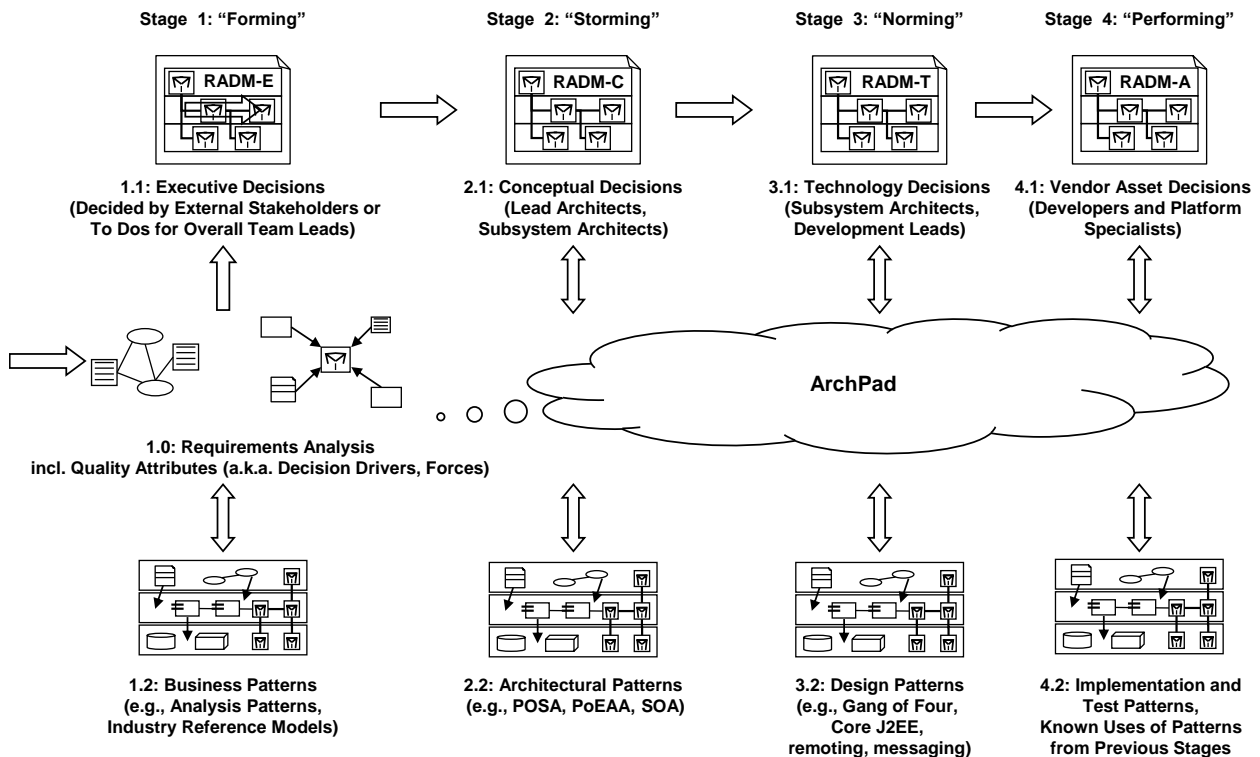 Stage 1: “Forming”
Stage 2: “Storming”
Stage 3: “Norming”
Stage 4: “Performing”
RADM-E
RADM-C
RADM-T
RADM-A
1.1: Executive Decisions
(Decided by External Stakeholders or
To Dos for Overall Team Leads)
2.1: Conceptual Decisions
(Lead Architects,
Subsystem Architects)
3.1: Technology Decisions
(Subsystem Architects,
Development Leads)
4.1: Vendor Asset Decisions
(Developers and Platform
Specialists)
ArchPad
1.0: Requirements Analysis
incl. Quality Attributes (a.k.a. Decision Drivers, Forces)
1.2: Business Patterns
(e.g., Analysis Patterns,
Industry Reference Models)
2.2: Architectural Patterns
(e.g., POSA, PoEAA, SOA)
3.2: Design Patterns
(e.g., Gang of Four,
Core J2EE,
remoting, messaging)
4.2: Implementation and
Test Patterns,
Known Uses of Patterns
from Previous Stages